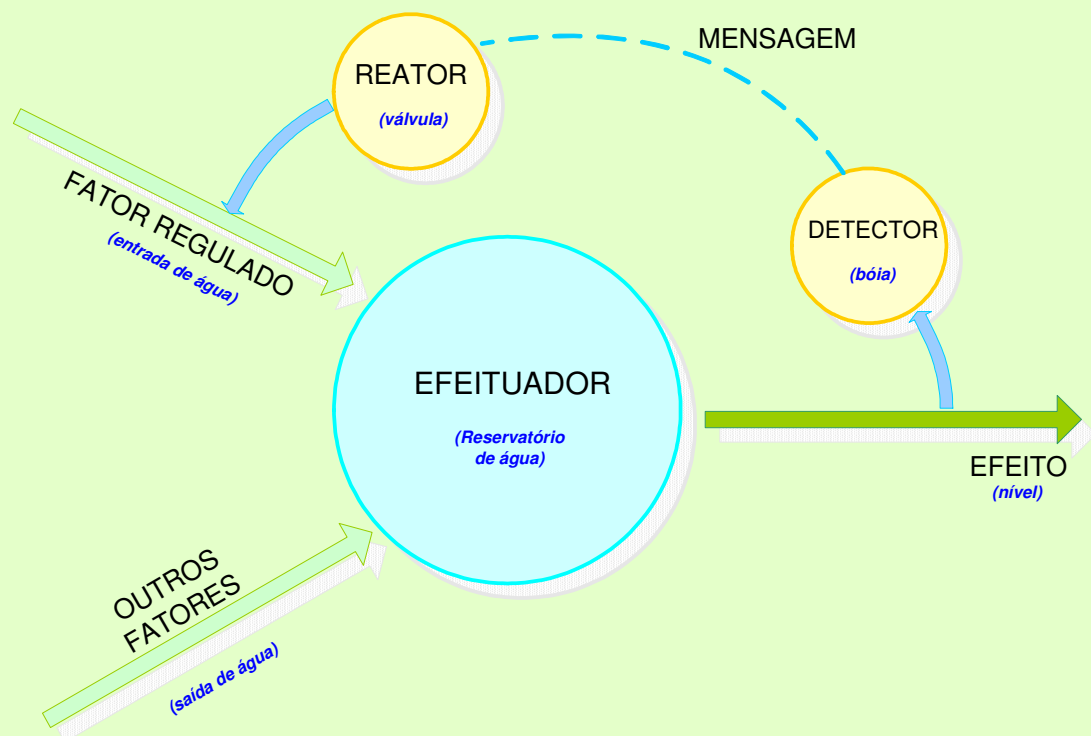 MENSAGEM
REATOR
(válvula)
FATOR REGULADO
(entrada de água)
DETECTOR
(bóia)
EFEITUADOR
(Reservatório
de água)
EFEITO
(nível)
OUTROS
FATORES
(saída de água)